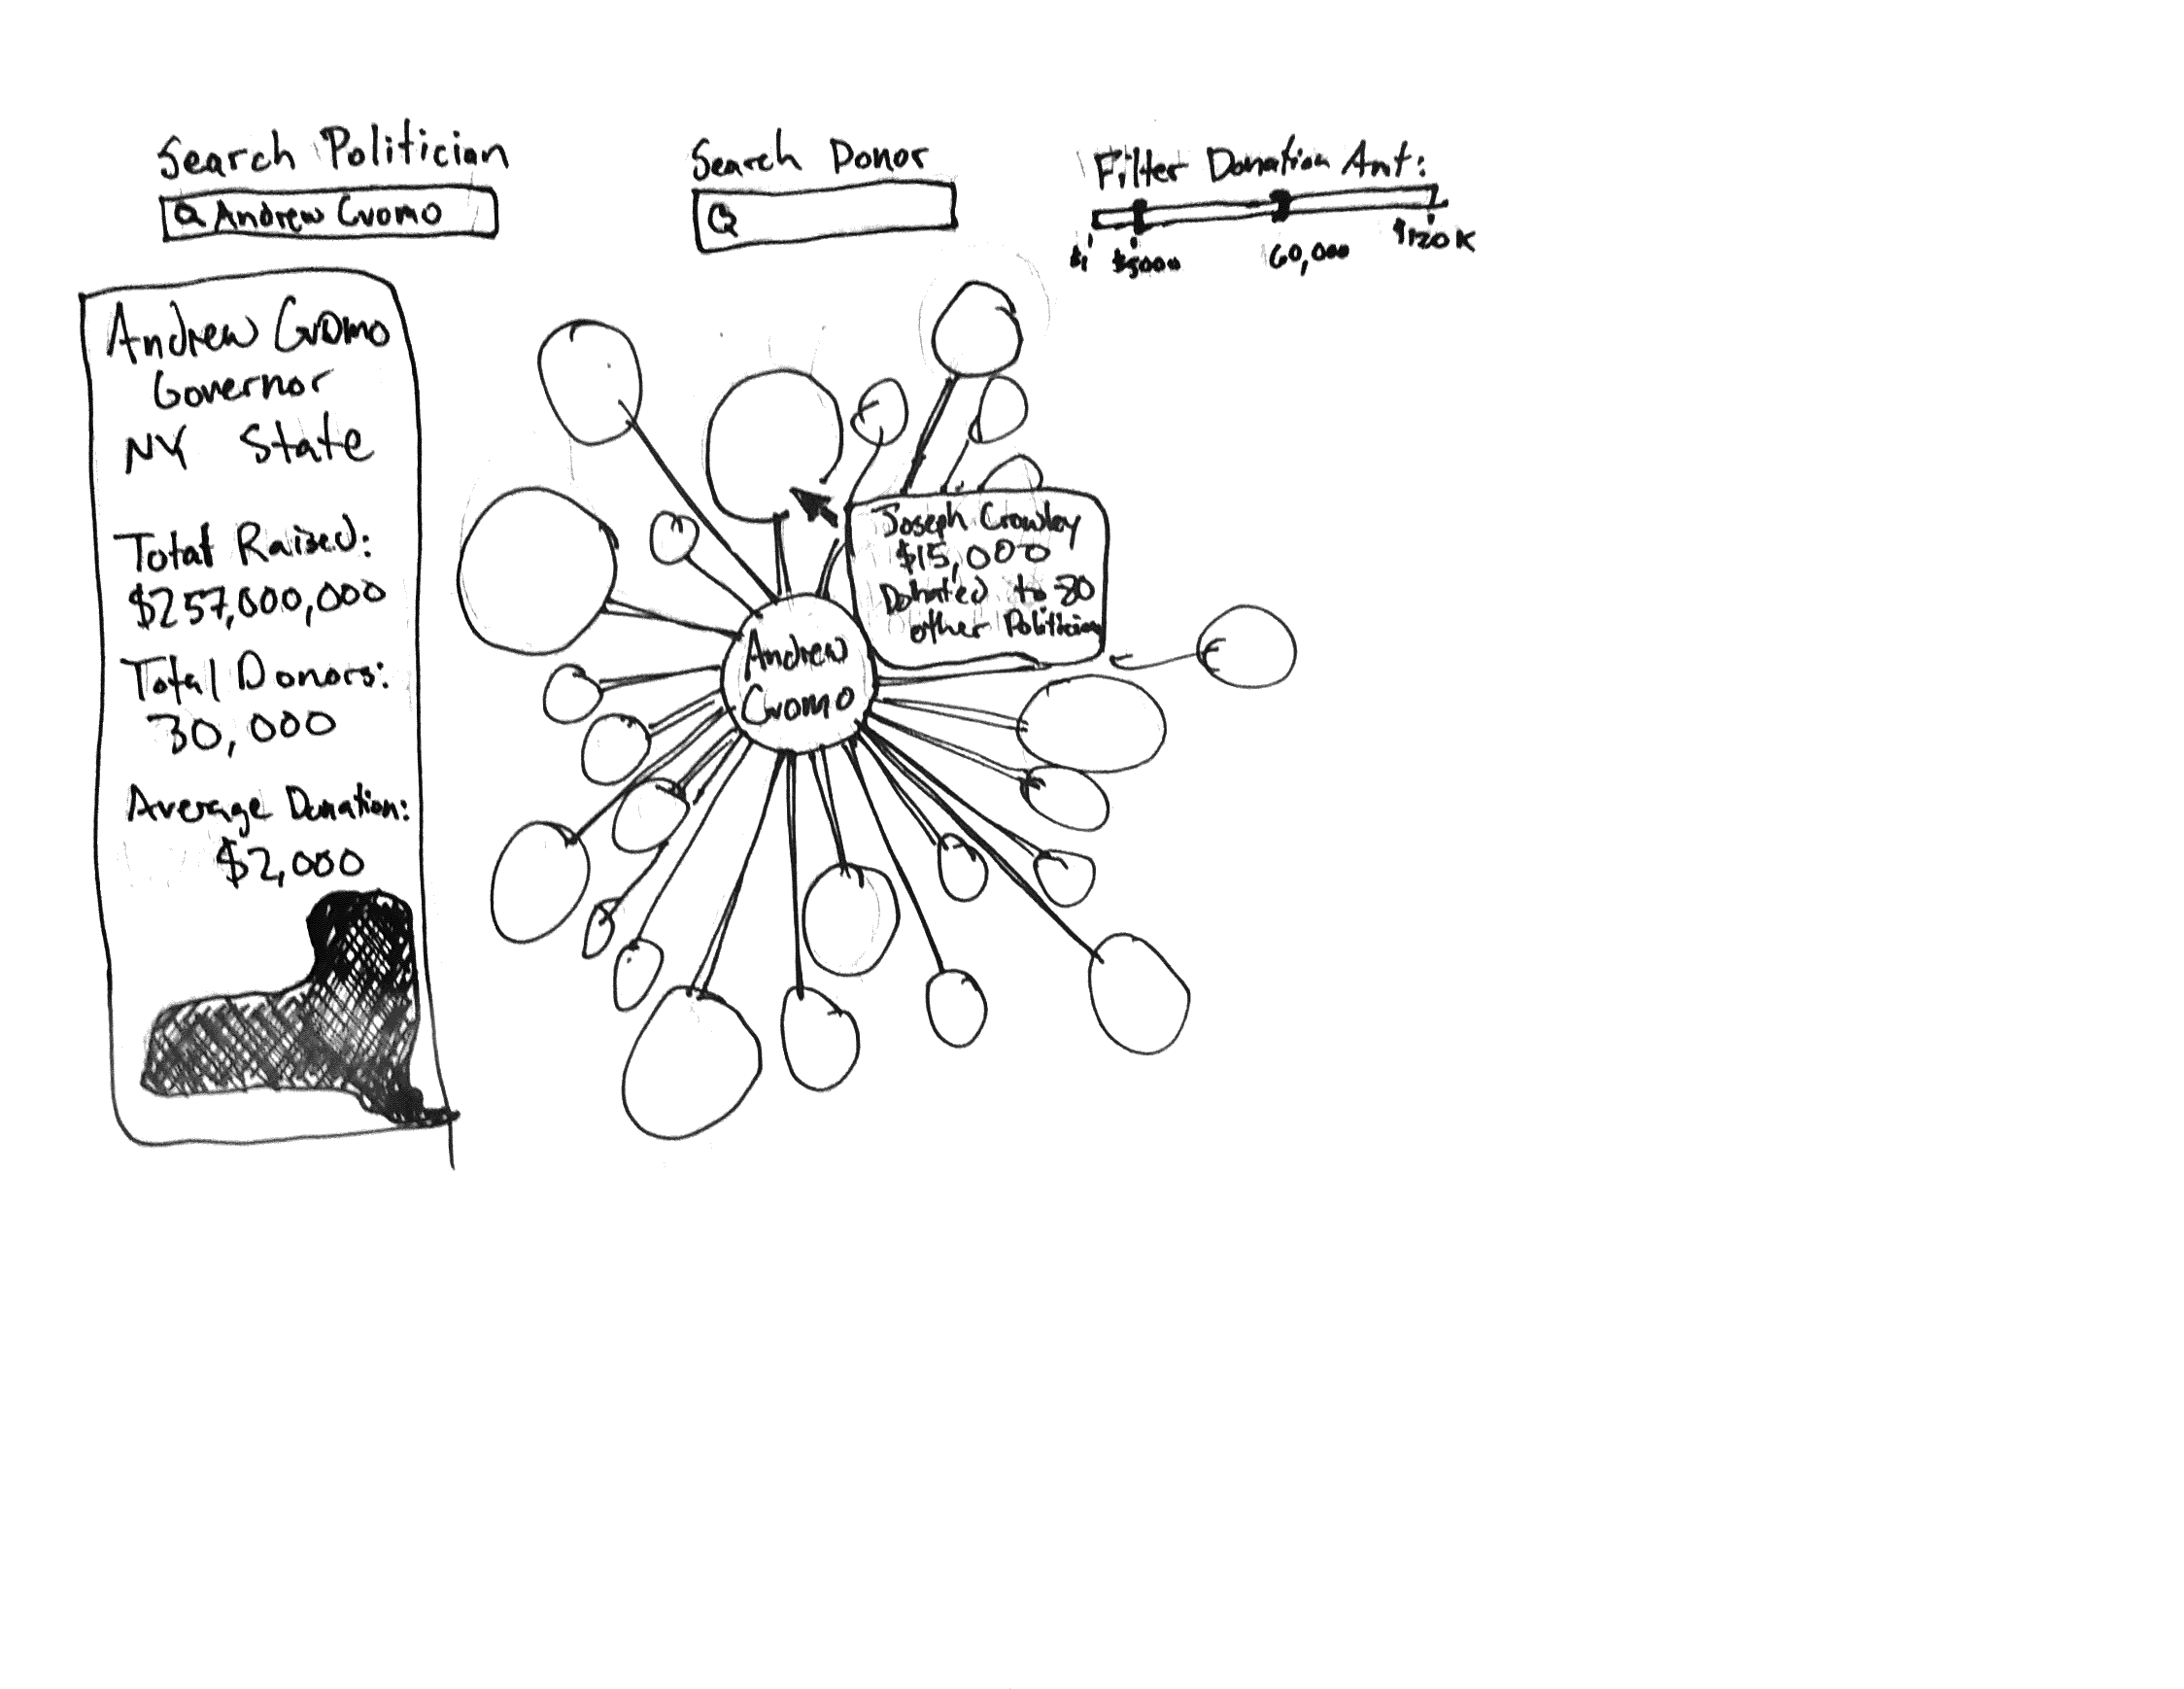 Search Politician
Andrew Cuomo
Search Donor
Filter Donation Amt:
$1 $5000 60,000 $120K
Andrew Cuomo
Governor
NY State
Total Raised:
$257,000,000
Total Donors:
30,000
Average Donation:
$2,000
Joseph Crowley
$15,000
Donated to 30
other Politicians
Andrew
Cuomo